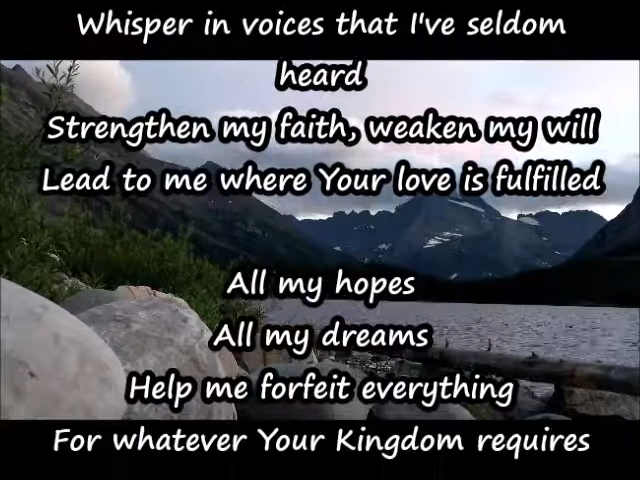 Whisper in voices that I've seldom
heard
Strengthen my faith, weaken my will
Lead to me where Your love is fulfilled
All my hopes
All my dreams
Help me forfeit everything
For whatever Your Kingdom requires